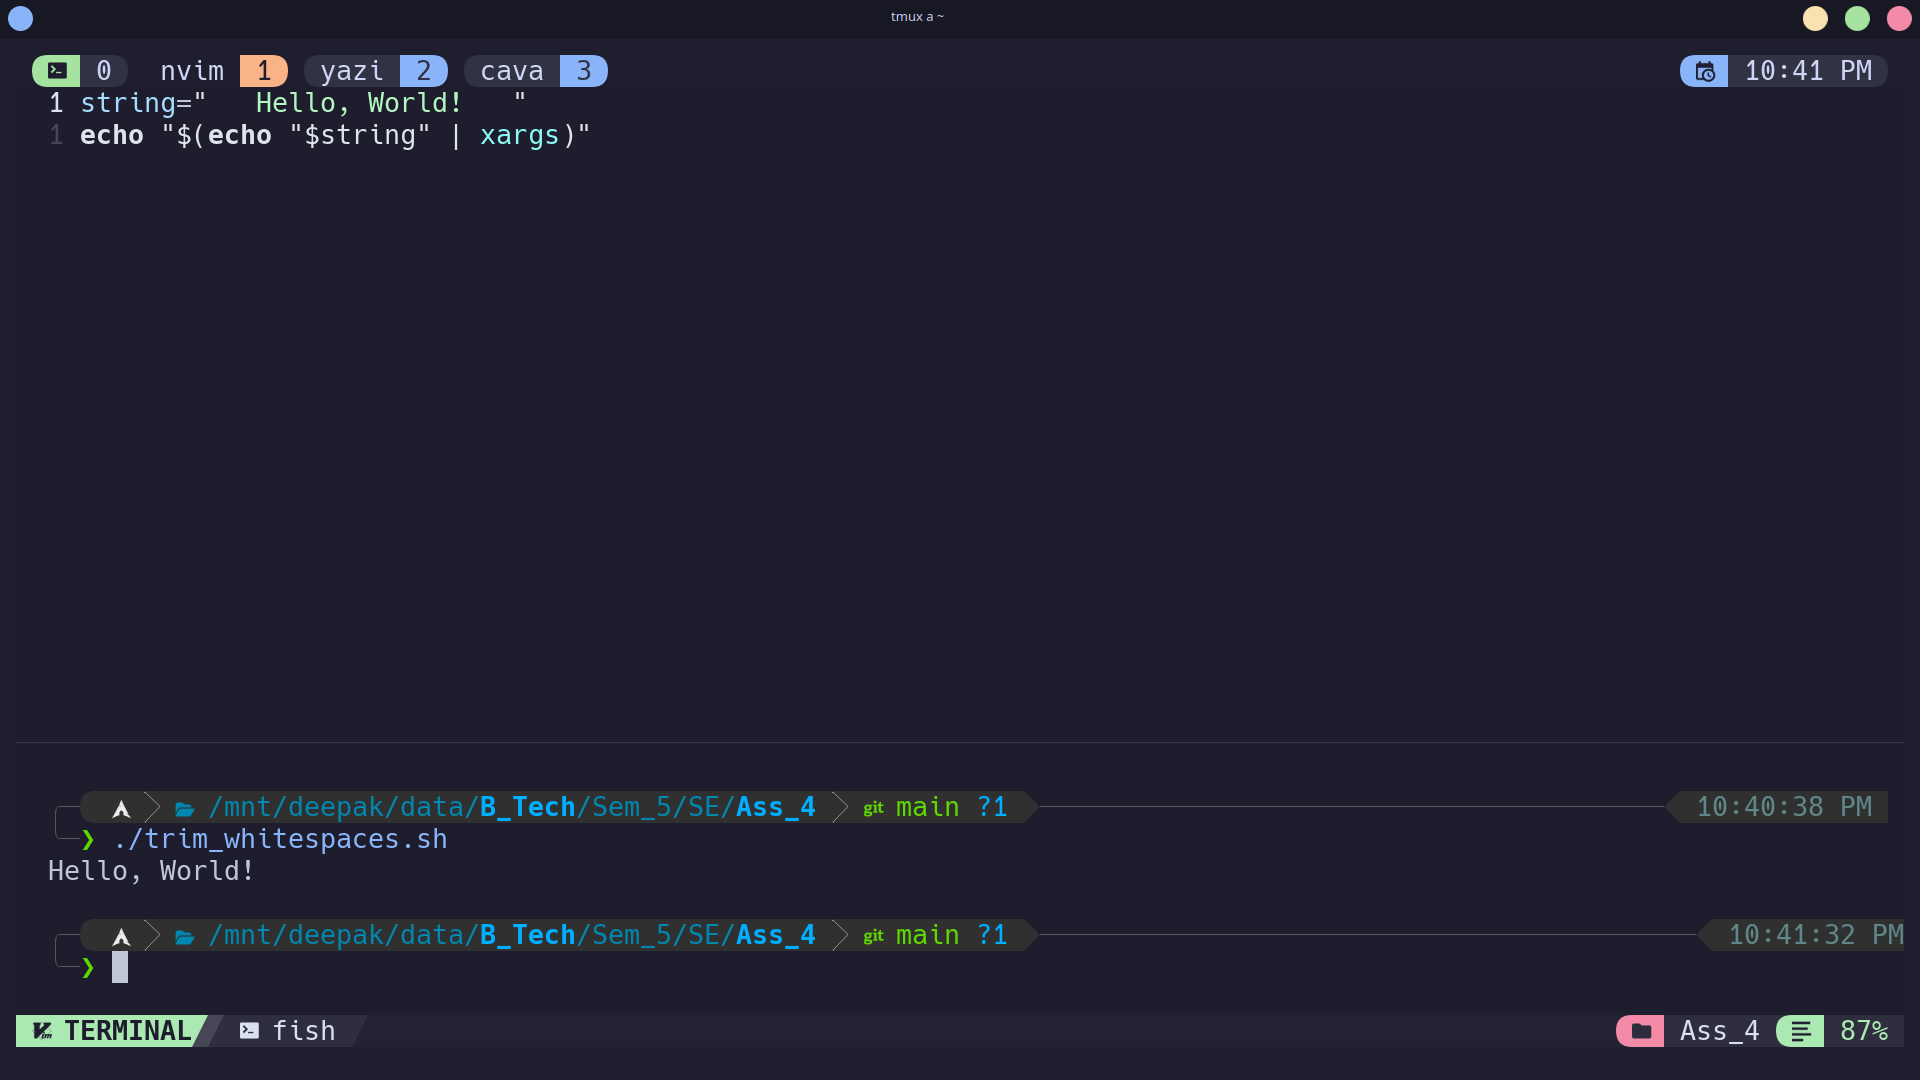 tmux a ~
0 nvim 1 yazi 2 cava 3 10:41 PM
1 string="   Hello, World!   "
1 echo "$(echo "$string" | xargs)"
/mnt/deepak/data/B_Tech/Sem_5/SE/Ass_4 git main ?1 10:40:38 PM
❯ ./trim_whitespaces.sh
Hello, World!
/mnt/deepak/data/B_Tech/Sem_5/SE/Ass_4 git main ?1 10:41:32 PM
❯
TERMINAL fish Ass_4 87%